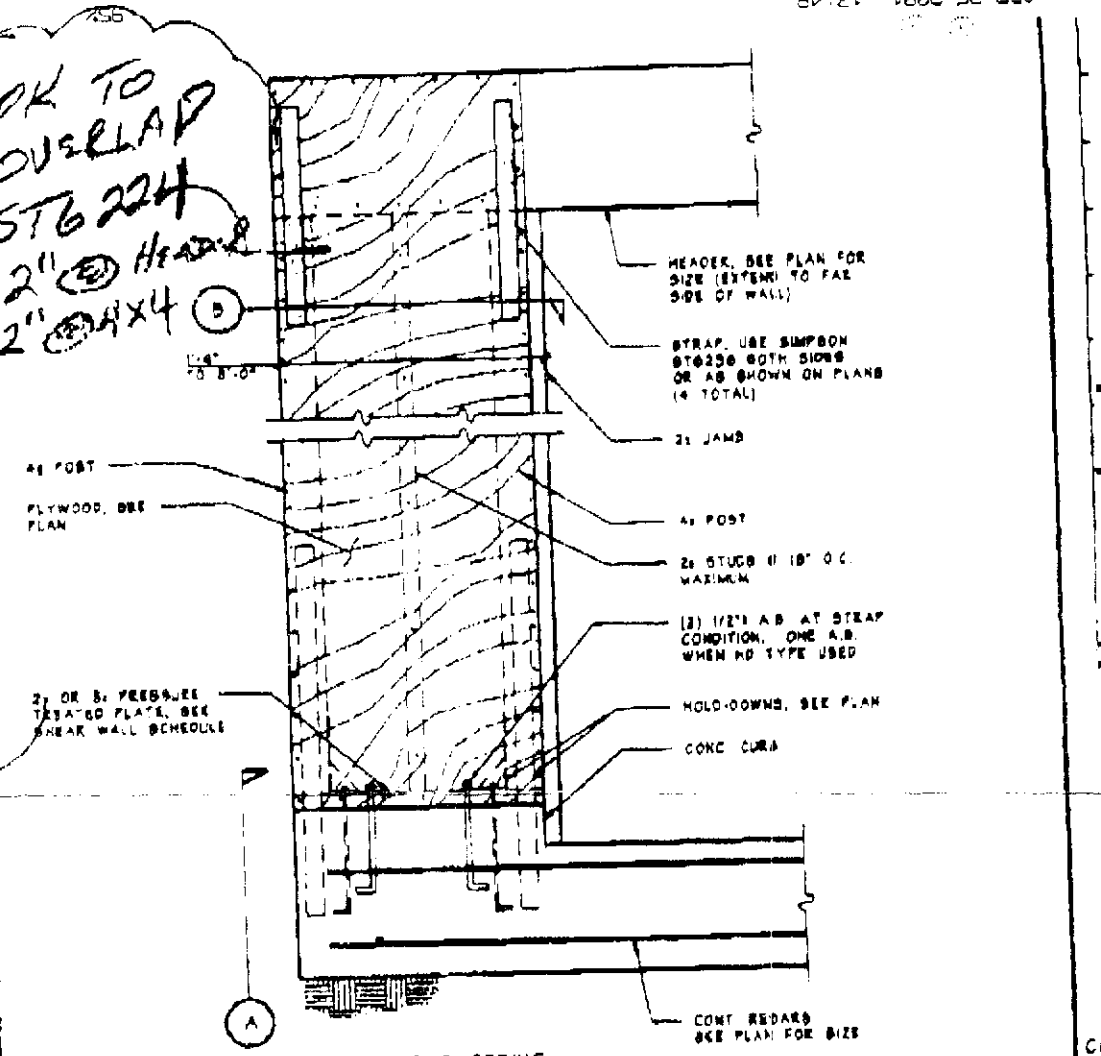 OK TO
OVERLAP
ST6224
2" @ HEADER
2" @ 4X4
B
HEADER, SEE PLAN FOR
SIZE (EXTEND TO FAR
SIDE OF WALL)
STRAP, USE SIMPSON
ST6236 BOTH SIDES
OR AS SHOWN ON PLANS
(4 TOTAL)
TO 8'-0"
2x JAMB
4x POST
PLYWOOD, SEE
PLAN
4x POST
2x STUDS @ 16" O.C.
MAXIMUM
(2) 1/2"ø A.B. AT STRAP
CONDITION, ONE A.B.
WHEN HD TYPE USED
2x OR 3x PRESSURE
TREATED PLATE, SEE
SHEAR WALL SCHEDULE
HOLD-DOWNS, SEE PLAN
CONC CURB
A
CONT REBARS
SEE PLAN FOR SIZE